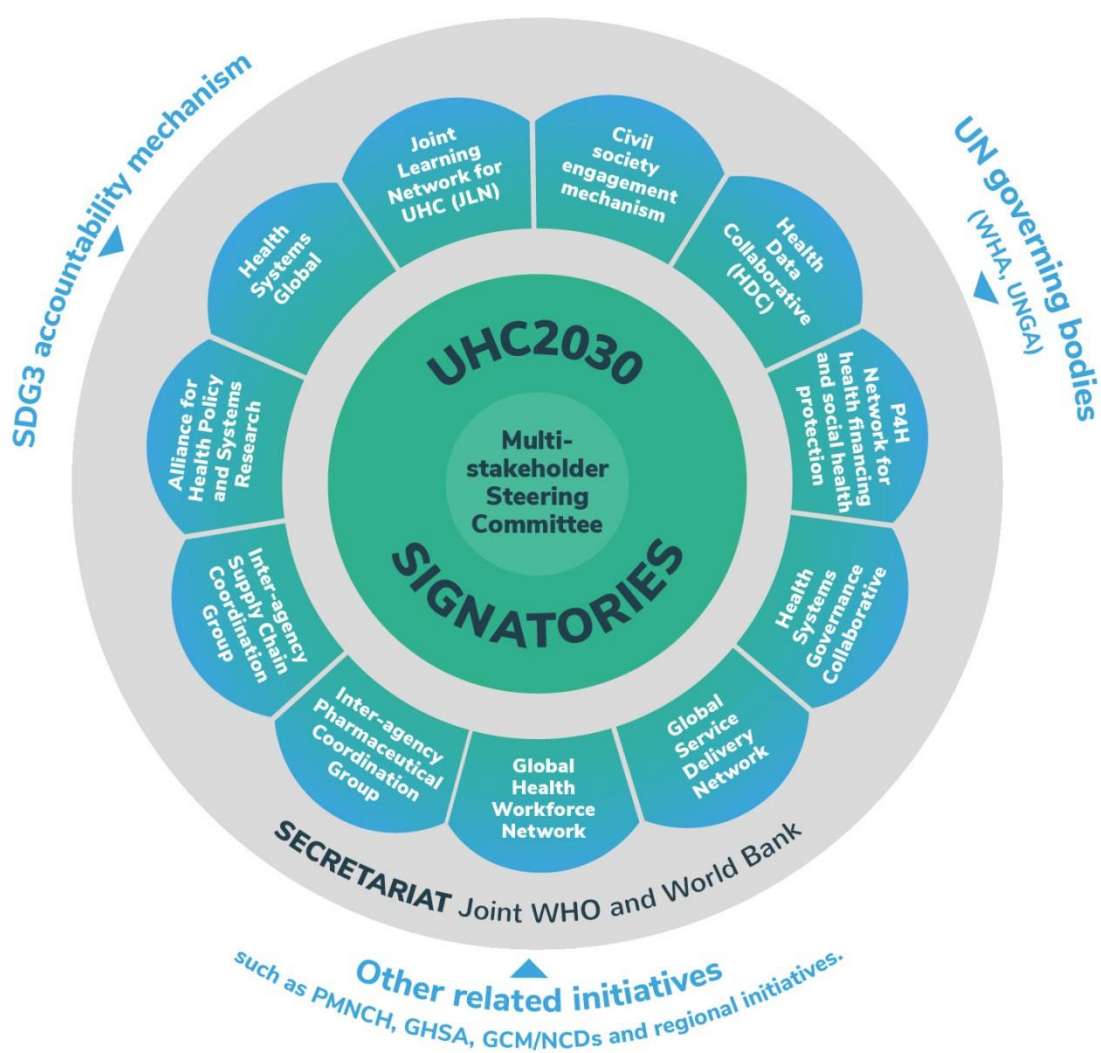 SDG3 accountability mechanism
UN governing bodies
(WHA, UNGA)
Joint
Learning
Network for
UHC (JLN)
Civil
society
engagement
mechanism
Health
Data
Collaborative
(HDC)
P4H
Network for
health financing
and social health
protection
Health
Systems
Governance
Collaborative
Global
Service
Delivery
Network
Global
Health
Workforce
Network
Inter-agency
Pharmaceutical
Coordination
Group
Inter-agency
Supply Chain
Coordination
Group
Alliance for
Health Policy
and Systems
Research
Health
Systems
Global
UHC2030
Multi-
stakeholder
Steering
Committee
SIGNATORIES
SECRETARIAT Joint WHO and World Bank
Other related initiatives
such as PMNCH, GHSA, GCM/NCDs and regional initiatives.